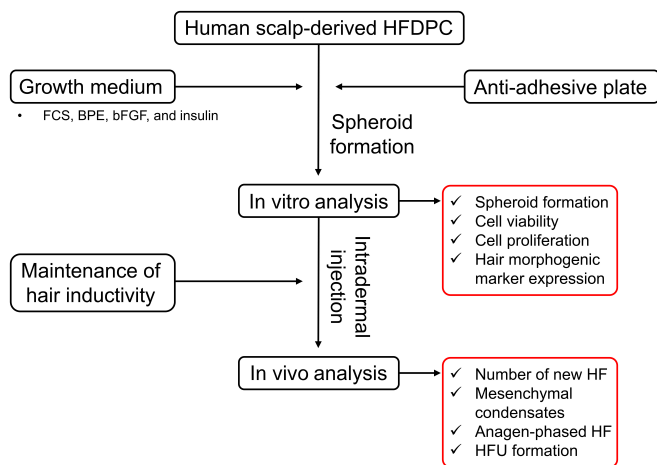 Human scalp-derived HFDPC
Growth medium
• FCS, BPE, bFGF, and insulin
Anti-adhesive plate
Spheroid
formation
In vitro analysis
✓ Spheroid formation
✓ Cell viability
✓ Cell proliferation
✓ Hair morphogenic
marker expression
Maintenance of
hair inductivity
Intradermal
injection
In vivo analysis
✓ Number of new HF
✓ Mesenchymal
condensates
✓ Anagen-phased HF
✓ HFU formation